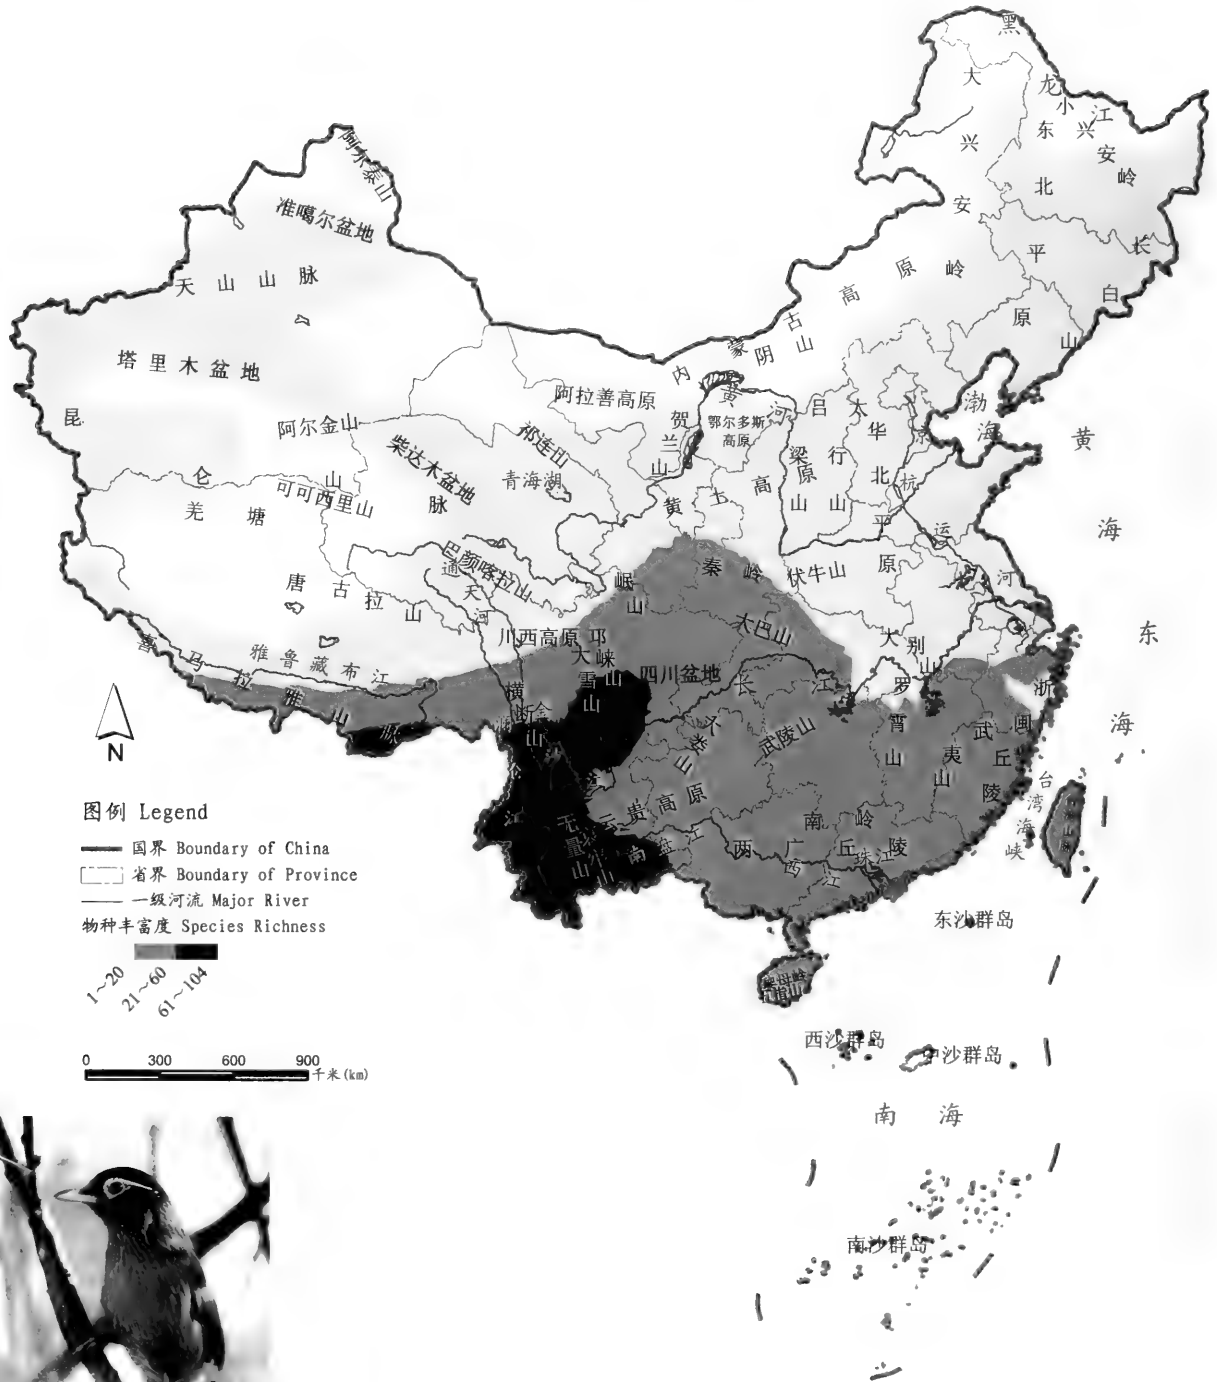 黑
龙
江
大
兴
安
岭
小
兴
安
岭
东
北
平
原
长
白
山
阿尔泰山
准噶尔盆地
天山山脉
塔里木盆地
内蒙古高原
阴山
阿拉善高原
贺
兰
山
鄂尔多斯
高原
黄
河
吕
梁
山
太
行
山
华
北
平
原
渤
海
京
杭
运
河
黄
海
昆
仑
山
脉
阿尔金山
祁连山
柴达木盆地
青海湖
可可西里山
羌塘
黄土高
原
巴颜喀拉山
通
天
河
唐古拉山
秦岭
伏牛山
岷
山
大巴山
大
别
山
川西高原
邛
崃
山
大
雪
山
四川盆地
长江
喜马拉雅山脉
雅鲁藏布江
横
断
山
金
武陵山
罗
霄
山
武
夷
山
浙
闽
丘
陵
东
海
台
湾
海
峡
云贵高原
无
量
山
南盘江
南岭
两广丘陵
西江
珠江
东沙群岛
西沙群岛
中沙群岛
南海
南沙群岛
N
图例 Legend
国界 Boundary of China
省界 Boundary of Province
一级河流 Major River
物种丰富度 Species Richness
1～20
21～60
61～104
0 300 600 900
千米(km)